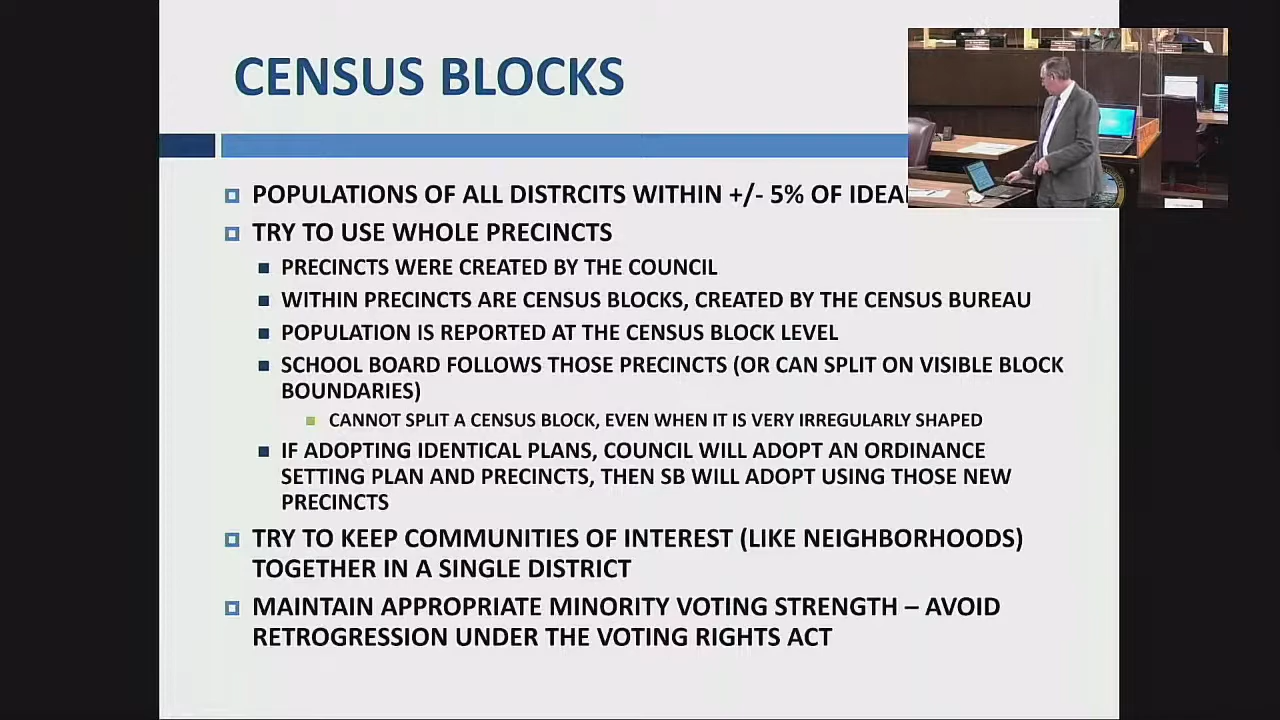 CENSUS BLOCKS
POPULATIONS OF ALL DISTRCITS WITHIN +/- 5% OF
TRY TO USE WHOLE PRECINCTS
PRECINCTS WERE CREATED BY THE COUNCIL
WITHIN PRECINCTS ARE CENSUS BLOCKS, CREATED BY THE CENSUS BUREAU
POPULATION IS REPORTED AT THE CENSUS BLOCK LEVEL
SCHOOL BOARD FOLLOWS THOSE PRECINCTS (OR CAN SPLIT ON VISIBLE BLOCK
BOUNDARIES)
CANNOT SPLIT A CENSUS BLOCK, EVEN WHEN IT IS VERY IRREGULARLY SHAPED
IF ADOPTING IDENTICAL PLANS, COUNCIL WILL ADOPT AN ORDINANCE
SETTING PLAN AND PRECINCTS, THEN SB WILL ADOPT USING THOSE NEW
PRECINCTS
TRY TO KEEP COMMUNITIES OF INTEREST (LIKE NEIGHBORHOODS)
TOGETHER IN A SINGLE DISTRICT
MAINTAIN APPROPRIATE MINORITY VOTING STRENGTH – AVOID
RETROGRESSION UNDER THE VOTING RIGHTS ACT